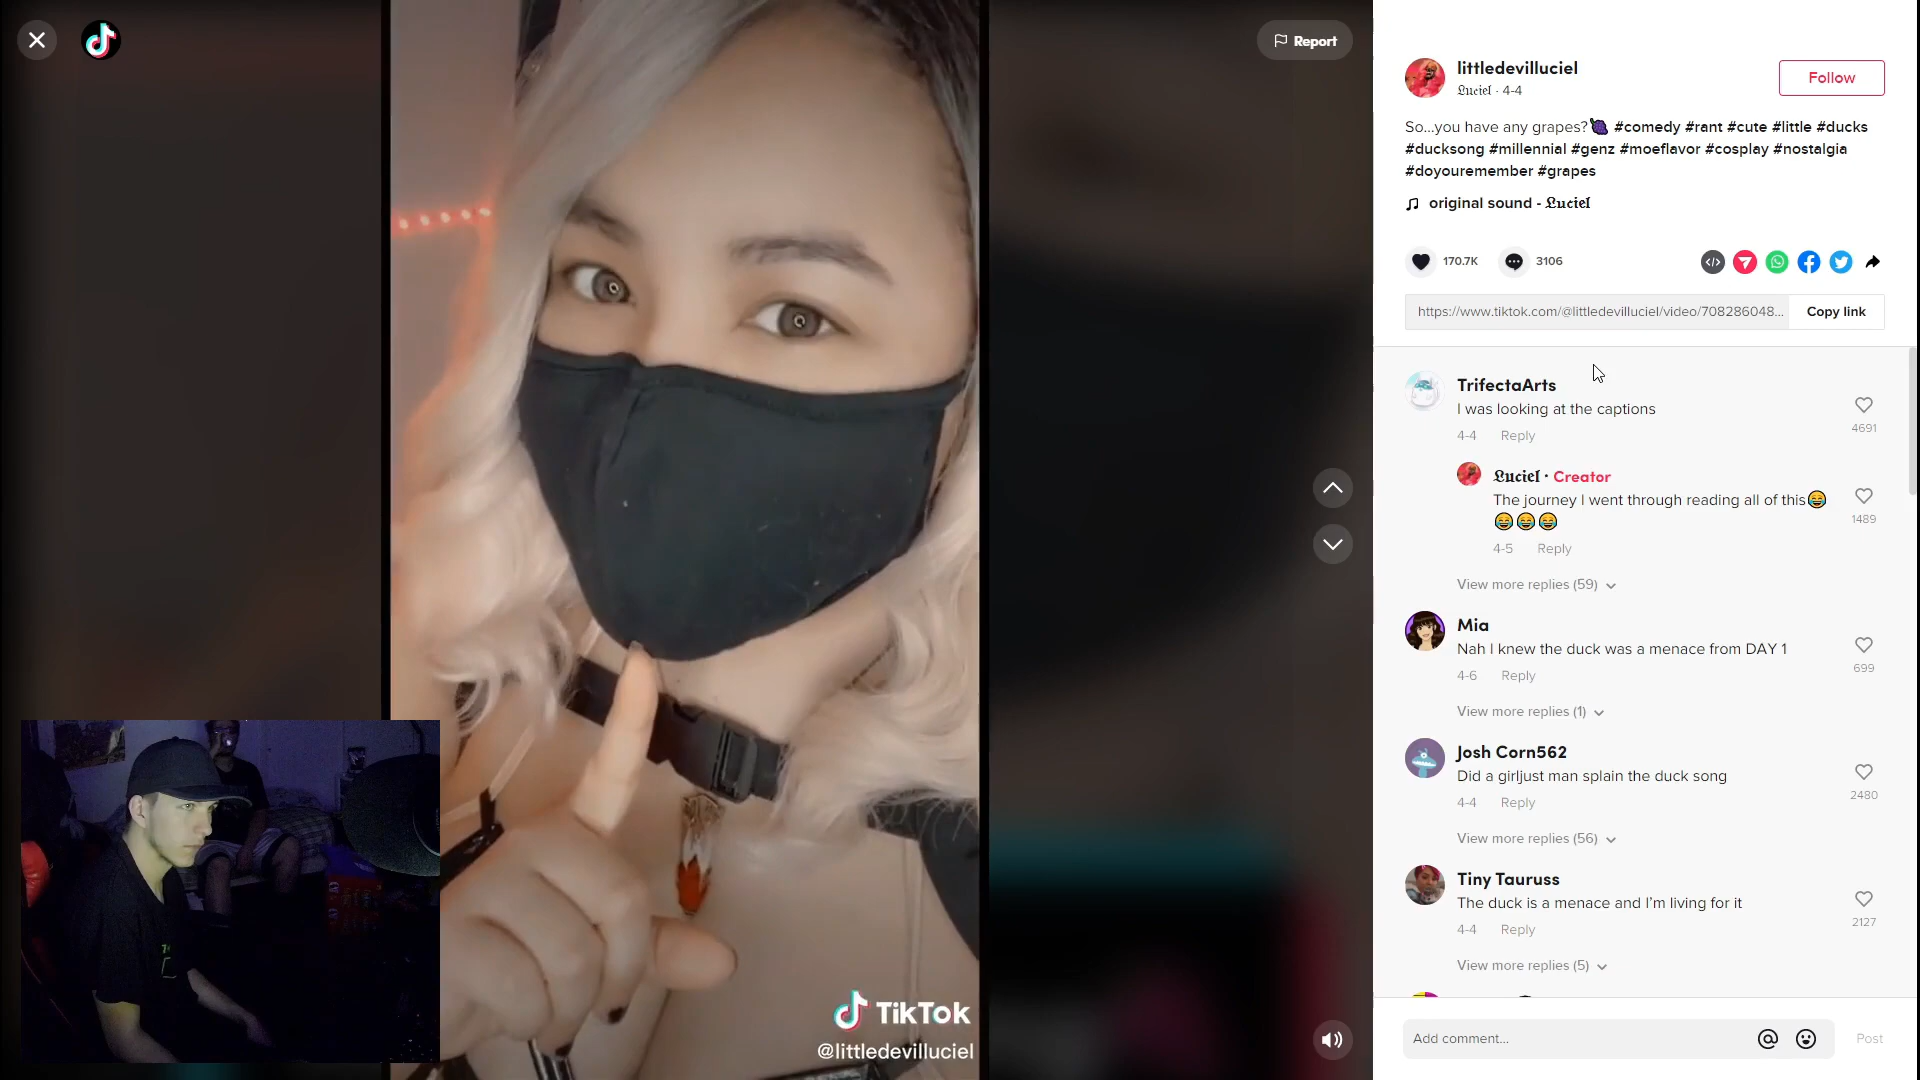 Report
littledevilluciel
𝕷𝖚𝖈𝖎𝖊𝖑 · 4-4
Follow
So...you have any grapes?🍇 #comedy #rant #cute #little #ducks
#ducksong #millennial #genz #moeflavor #cosplay #nostalgia
#doyouremember #grapes
original sound - 𝕷𝖚𝖈𝖎𝖊𝖑
170.7K
3106
https://www.tiktok.com/@littledevilluciel/video/708286048...
Copy link
TrifectaArts
I was looking at the captions
4-4 Reply
4691
𝕷𝖚𝖈𝖎𝖊𝖑 · Creator
The journey I went through reading all of this😂
😂😂😂
4-5 Reply
1489
View more replies (59)
Mia
Nah I knew the duck was a menace from DAY 1
4-6 Reply
699
View more replies (1)
Josh Corn562
Did a girljust man splain the duck song
4-4 Reply
2480
View more replies (56)
Tiny Tauruss
The duck is a menace and I'm living for it
4-4 Reply
2127
View more replies (5)
Add comment...
Post
TikTok
@littledevilluciel